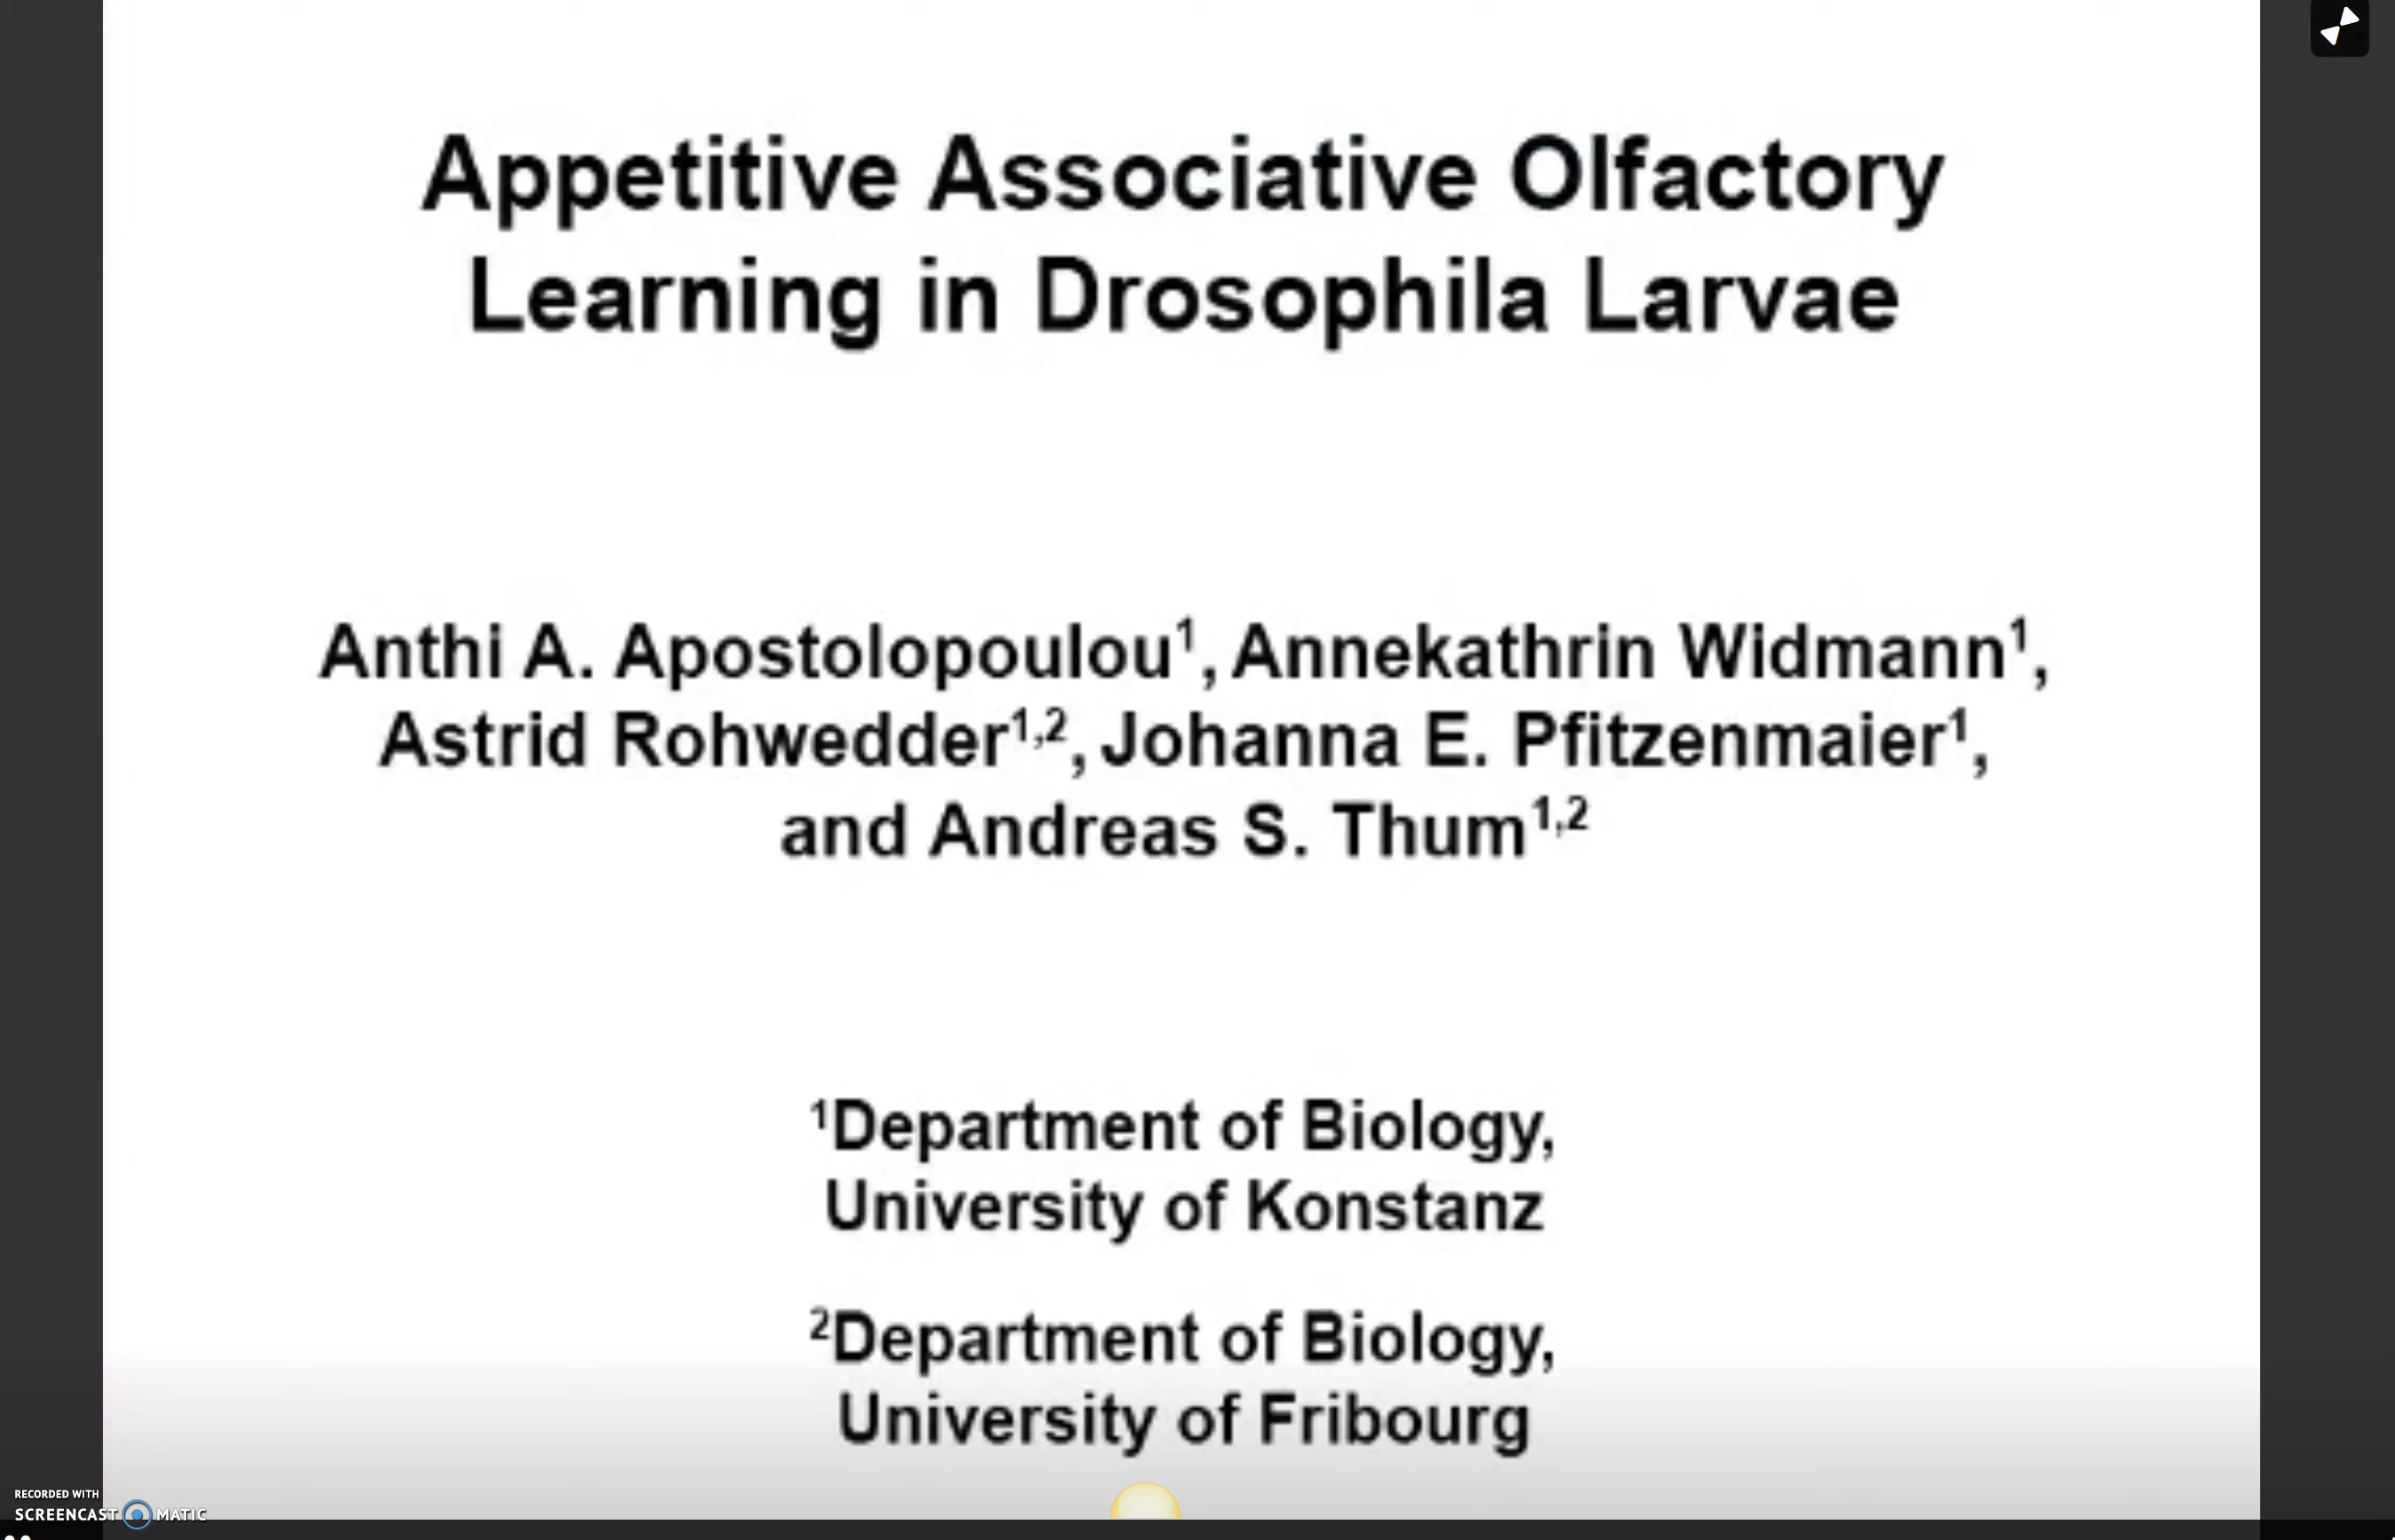 Appetitive Associative Olfactory
Learning in Drosophila Larvae
Anthi A. Apostolopoulou¹, Annekathrin Widmann¹,
Astrid Rohwedder¹,², Johanna E. Pfitzenmaier¹,
and Andreas S. Thum¹,²
¹Department of Biology,
University of Konstanz
²Department of Biology,
University of Fribourg
RECORDED WITH
SCREENCAST MATIC